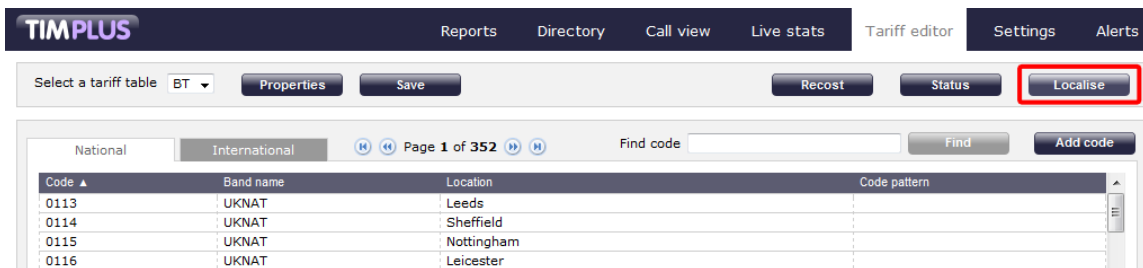 TIMPLUS Reports Directory Call view Live stats Tariff editor Settings Alerts
Select a tariff table BT Properties Save Recost Status Localise
National International Page 1 of 352 Find code Find Add code
Code Band name Location Code pattern
0113 UKNAT Leeds
0114 UKNAT Sheffield
0115 UKNAT Nottingham
0116 UKNAT Leicester